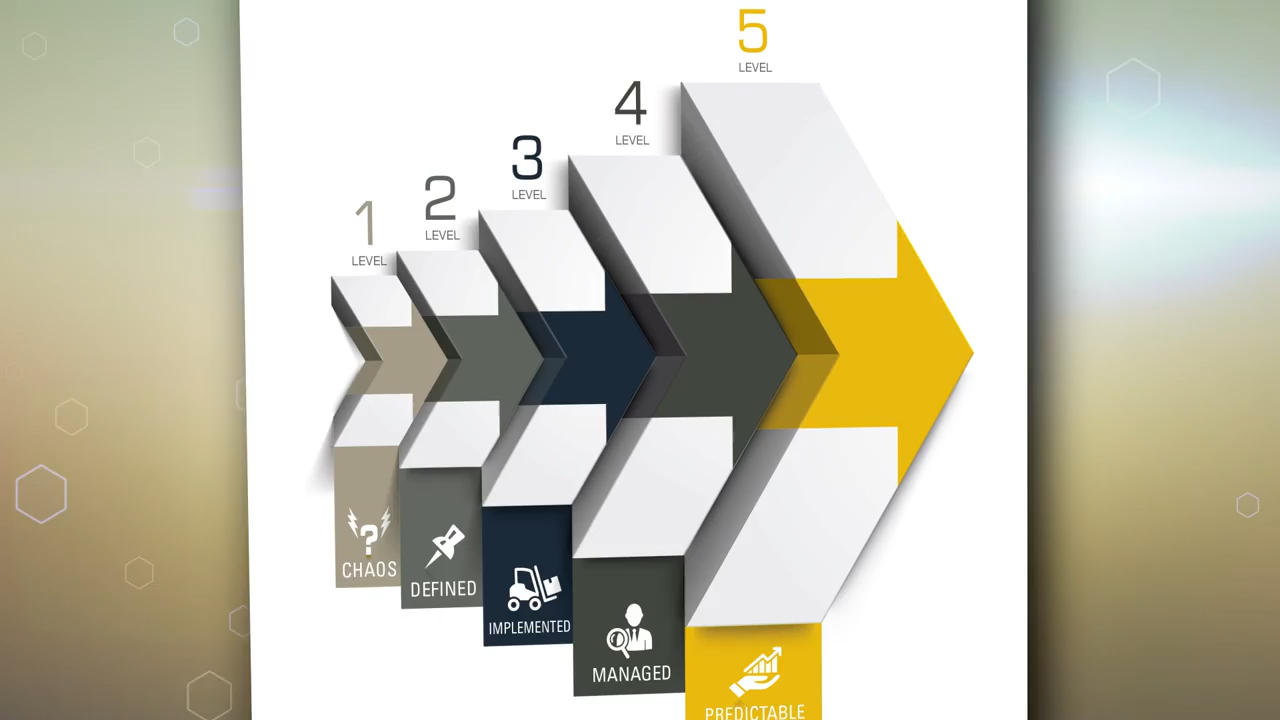 1
LEVEL
2
LEVEL
3
LEVEL
4
LEVEL
5
LEVEL
?
CHAOS
DEFINED
IMPLEMENTED
MANAGED
PREDICTABLE